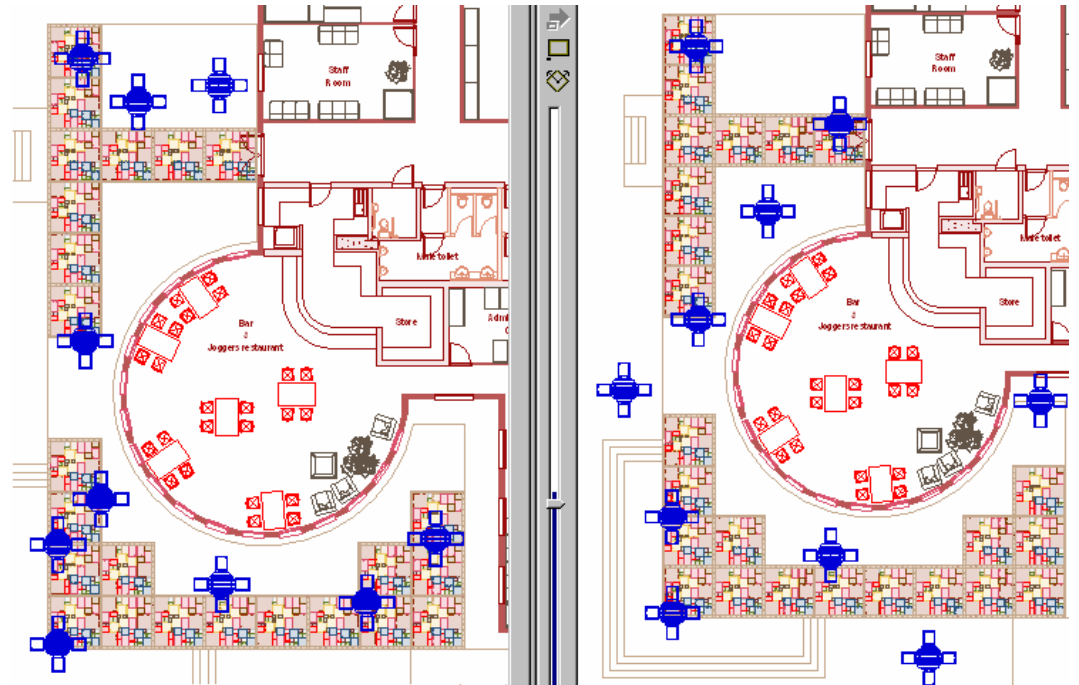 Staff
Room
Male toilet
Store
Bar
&
Joggers restaurant
Staff
Room
Male toilet
Store
Bar
&
Joggers restaurant